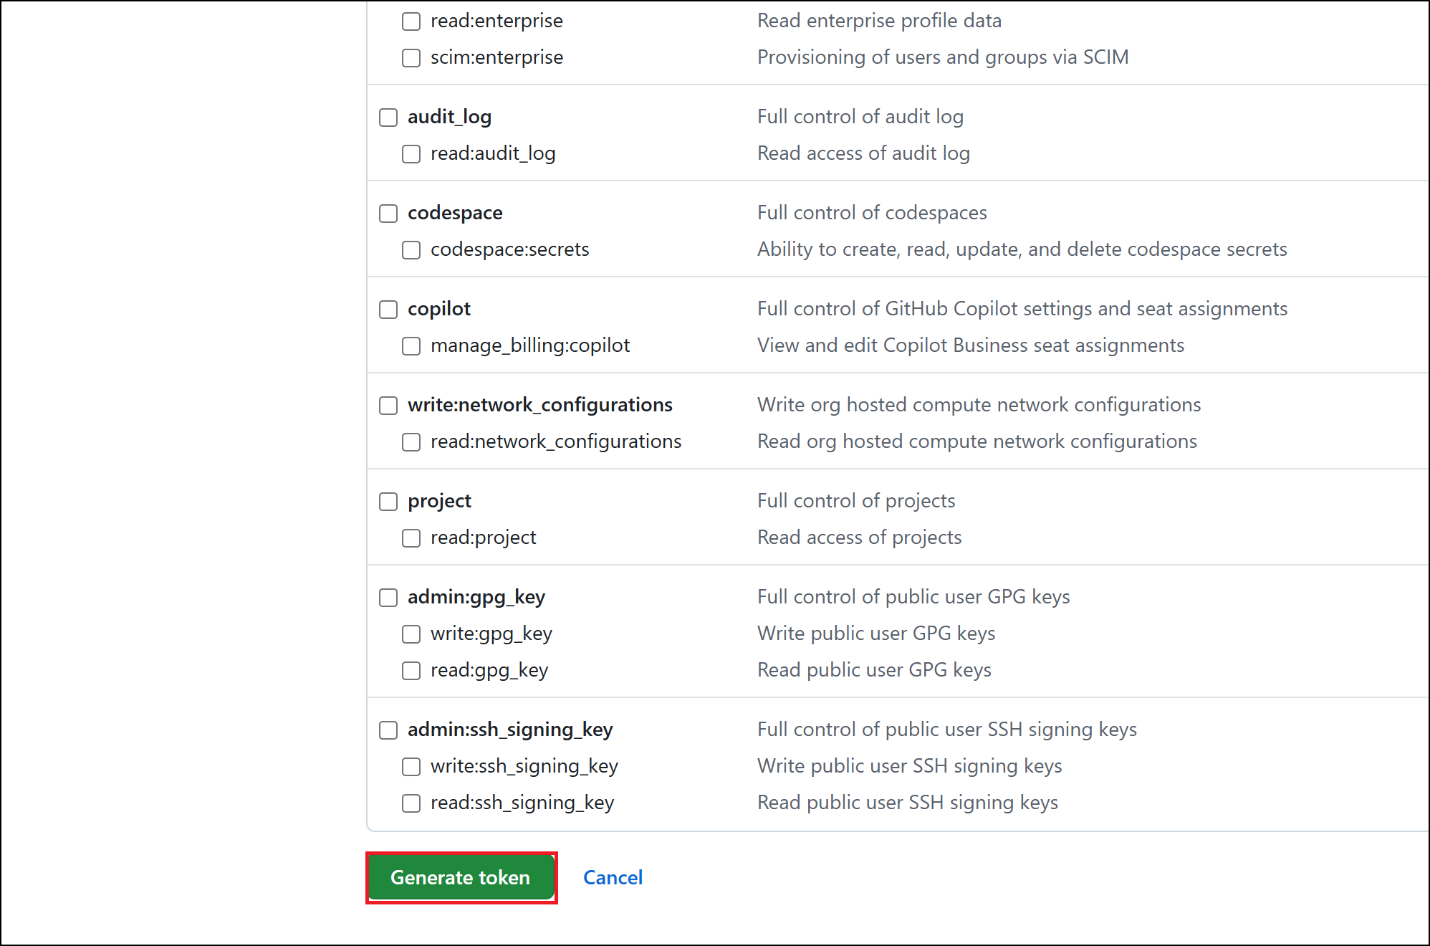 read:enterprise Read enterprise profile data
scim:enterprise Provisioning of users and groups via SCIM
audit_log Full control of audit log
read:audit_log Read access of audit log
codespace Full control of codespaces
codespace:secrets Ability to create, read, update, and delete codespace secrets
copilot Full control of GitHub Copilot settings and seat assignments
manage_billing:copilot View and edit Copilot Business seat assignments
write:network_configurations Write org hosted compute network configurations
read:network_configurations Read org hosted compute network configurations
project Full control of projects
read:project Read access of projects
admin:gpg_key Full control of public user GPG keys
write:gpg_key Write public user GPG keys
read:gpg_key Read public user GPG keys
admin:ssh_signing_key Full control of public user SSH signing keys
write:ssh_signing_key Write public user SSH signing keys
read:ssh_signing_key Read public user SSH signing keys
Generate token Cancel